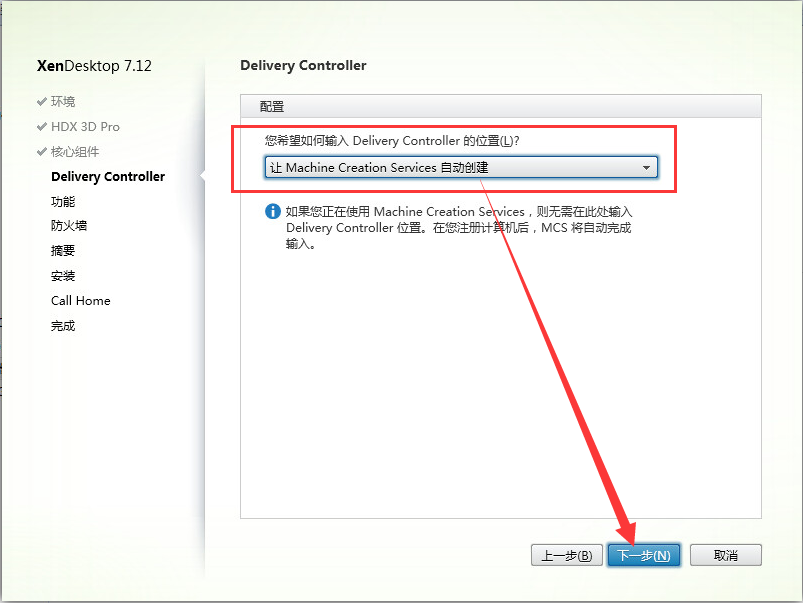 XenDesktop 7.12
环境
HDX 3D Pro
核心组件
Delivery Controller
功能
防火墙
摘要
安装
Call Home
完成
Delivery Controller
配置
您希望如何输入 Delivery Controller 的位置(L)?
让 Machine Creation Services 自动创建
如果您正在使用 Machine Creation Services，则无需在此处输入
Delivery Controller 位置。在您注册计算机后，MCS 将自动完成
输入。
上一步(B)
下一步(N)
取消